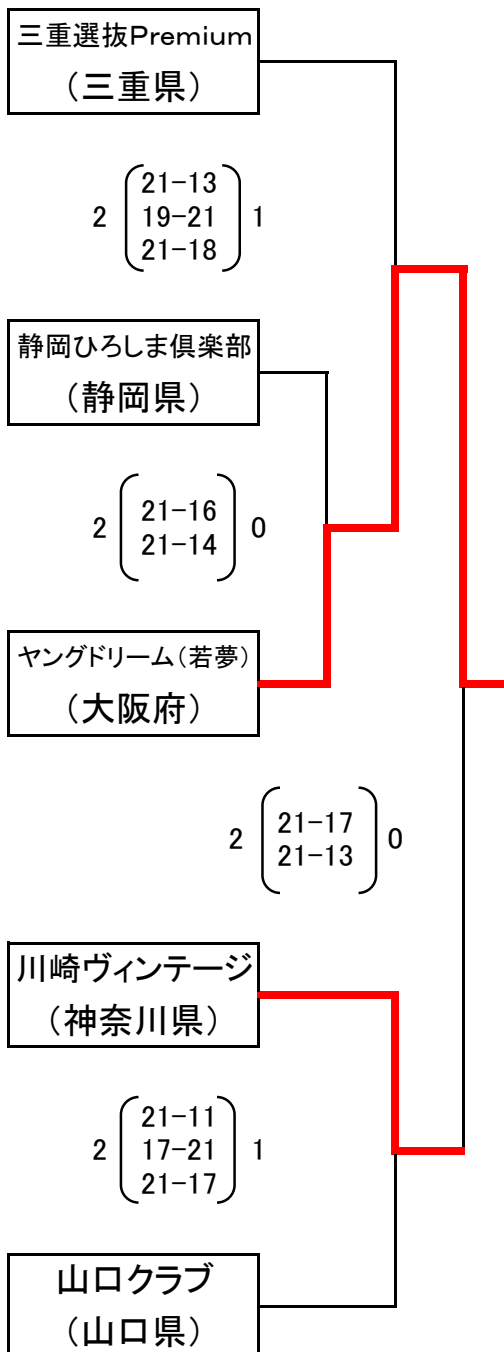 三重選抜Premium
（三重県）
2 21-13 1
19-21
21-18
静岡ひろしま倶楽部
（静岡県）
2 21-16 0
21-14
ヤングドリーム（若夢）
（大阪府）
2 21-17 0
21-13
川崎ヴィンテージ
（神奈川県）
2 21-11 1
17-21
21-17
山口クラブ
（山口県）